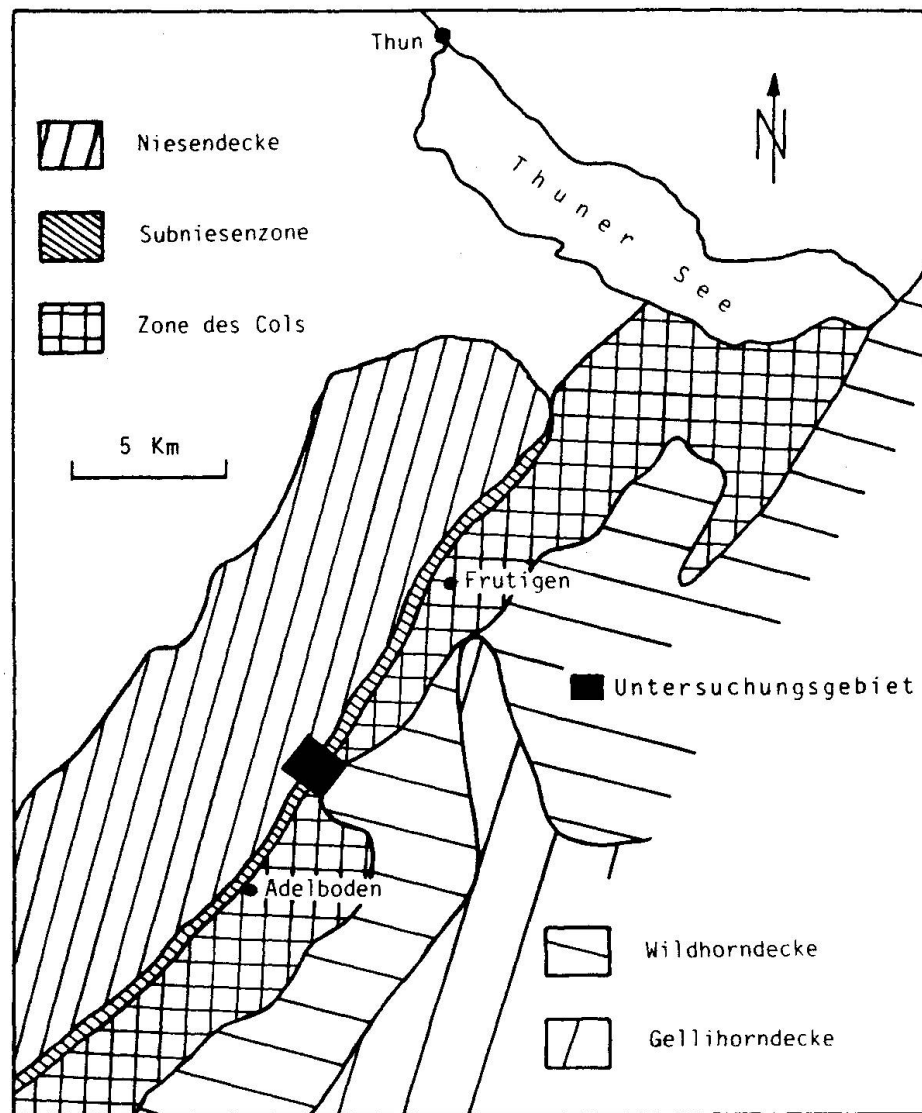 Thun
N
Niesendecke
Thuner
See
Subniesenzone
Zone des Cols
5 Km
Frutigen
Untersuchungsgebiet
Adelboden
Wildhorndecke
Gellihorndecke